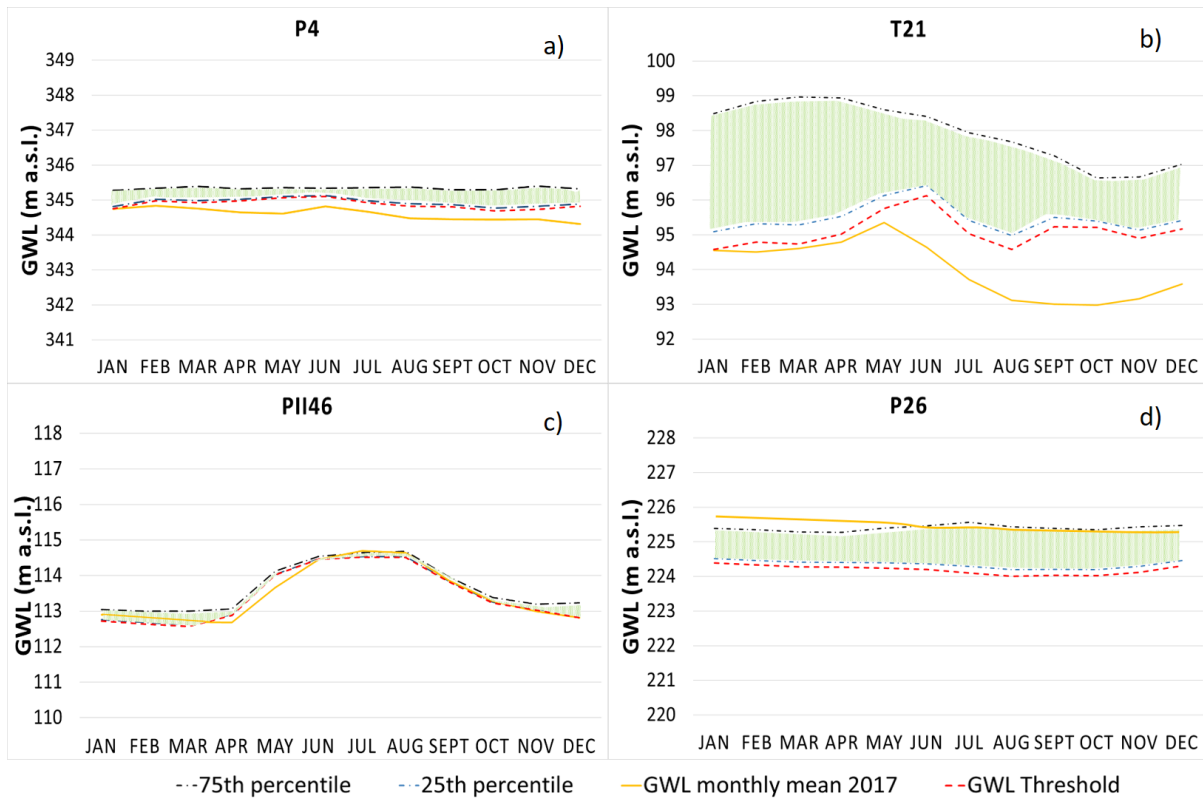 P4
a)
GWL (m a.s.l.)
349
348
347
346
345
344
343
342
341
JAN FEB MAR APR MAY JUN JUL AUG SEPT OCT NOV DEC
T21
b)
GWL (m a.s.l.)
100
99
98
97
96
95
94
93
92
JAN FEB MAR APR MAY JUN JUL AUG SEPT OCT NOV DEC
PII46
c)
GWL (m a.s.l.)
118
117
116
115
114
113
112
111
110
JAN FEB MAR APR MAY JUN JUL AUG SEPT OCT NOV DEC
P26
d)
GWL (m a.s.l.)
228
227
226
225
224
223
222
221
220
JAN FEB MAR APR MAY JUN JUL AUG SEPT OCT NOV DEC
75th percentile 25th percentile GWL monthly mean 2017 GWL Threshold